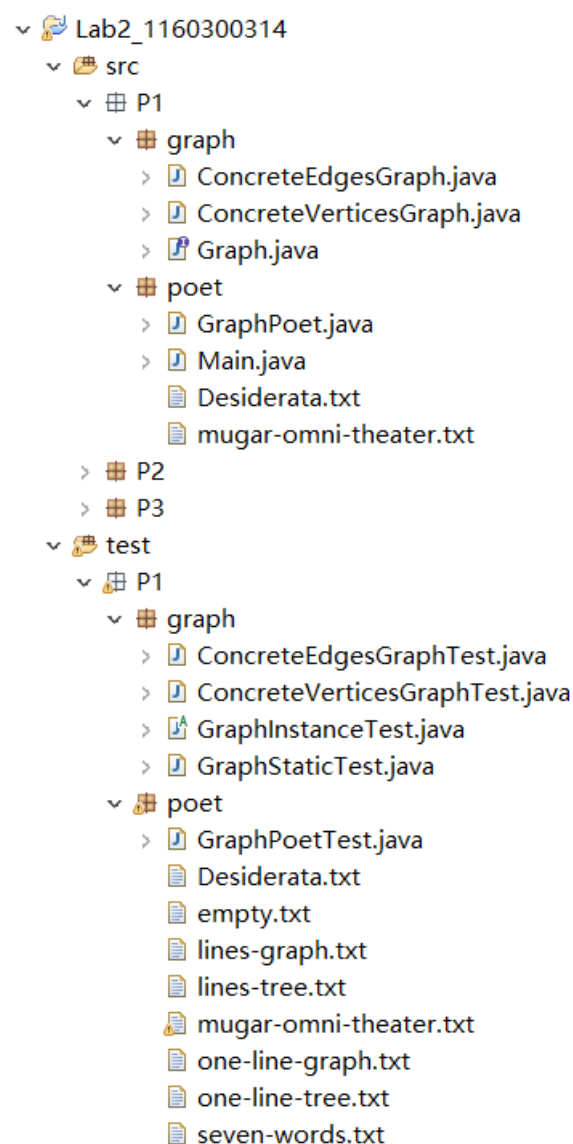 Lab2_1160300314
src
P1
graph
ConcreteEdgesGraph.java
ConcreteVerticesGraph.java
Graph.java
poet
GraphPoet.java
Main.java
Desiderata.txt
mugar-omni-theater.txt
P2
P3
test
P1
graph
ConcreteEdgesGraphTest.java
ConcreteVerticesGraphTest.java
GraphInstanceTest.java
GraphStaticTest.java
poet
GraphPoetTest.java
Desiderata.txt
empty.txt
lines-graph.txt
lines-tree.txt
mugar-omni-theater.txt
one-line-graph.txt
one-line-tree.txt
seven-words.txt